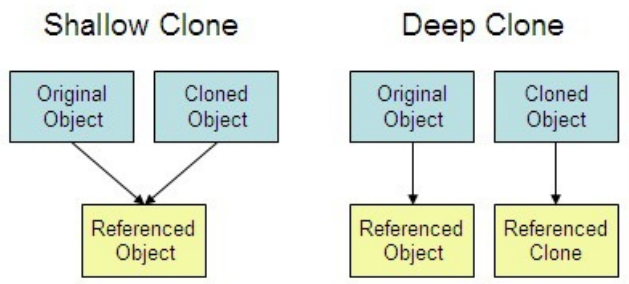 Shallow Clone
Deep Clone
Original
Object
Cloned
Object
Original
Object
Cloned
Object
Referenced
Object
Referenced
Object
Referenced
Clone